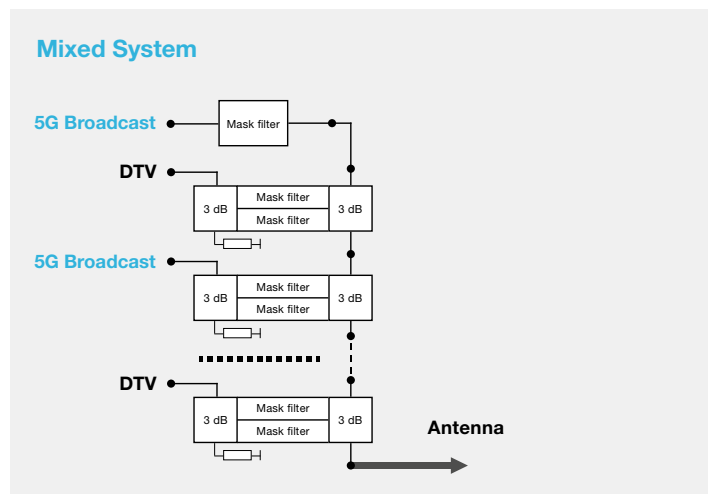 Mixed System
5G Broadcast
Mask filter
DTV
3 dB
Mask filter
Mask filter
3 dB
5G Broadcast
3 dB
Mask filter
Mask filter
3 dB
DTV
3 dB
Mask filter
Mask filter
3 dB
Antenna